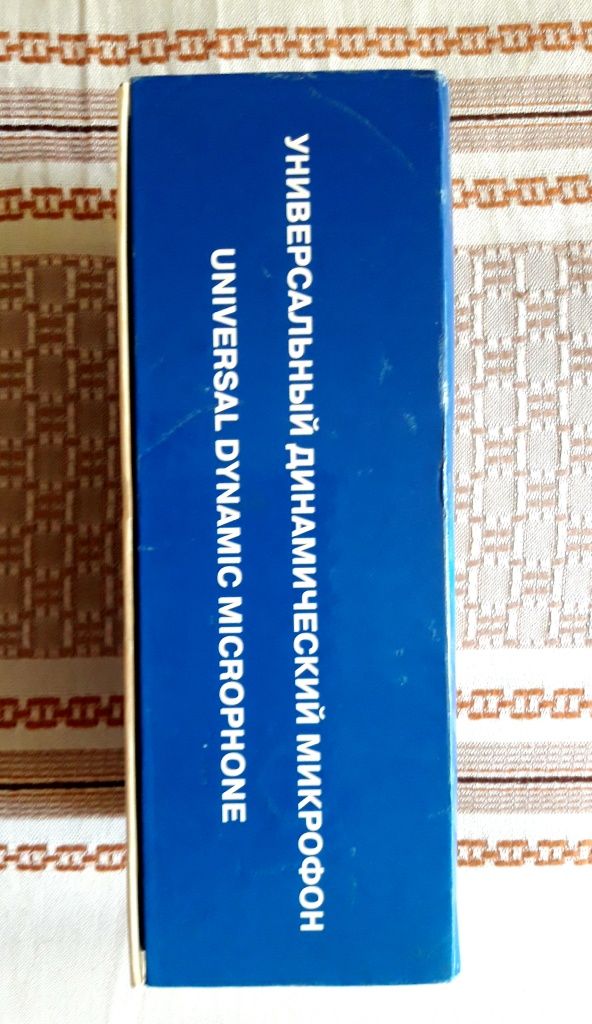 УНИВЕРСАЛЬНЫЙ ДИНАМИЧЕСКИЙ МИКРОФОН
UNIVERSAL DYNAMIC MICROPHONE